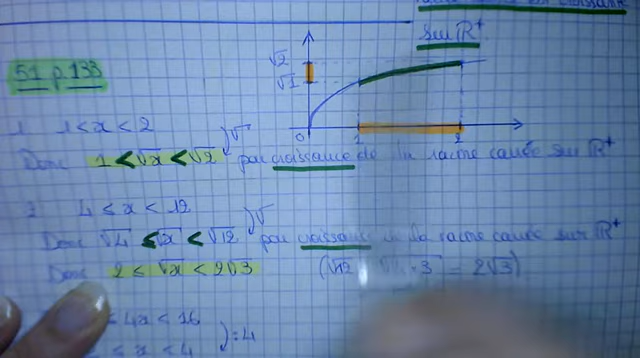 sur ℝ⁺
51 p 133
√2
√1
0 1 2
1 1<x<2
)√
Donc 1<√x<√2 par croissance de la racine carrée sur ℝ⁺
2 4≤x<12
)√
Donc √4≤√x<√12 par croissance de la racine carrée sur ℝ⁺
Donc 2≤√x<2√3 (√12 3 = 2√3)
≤4x<16
):4
≤x<4